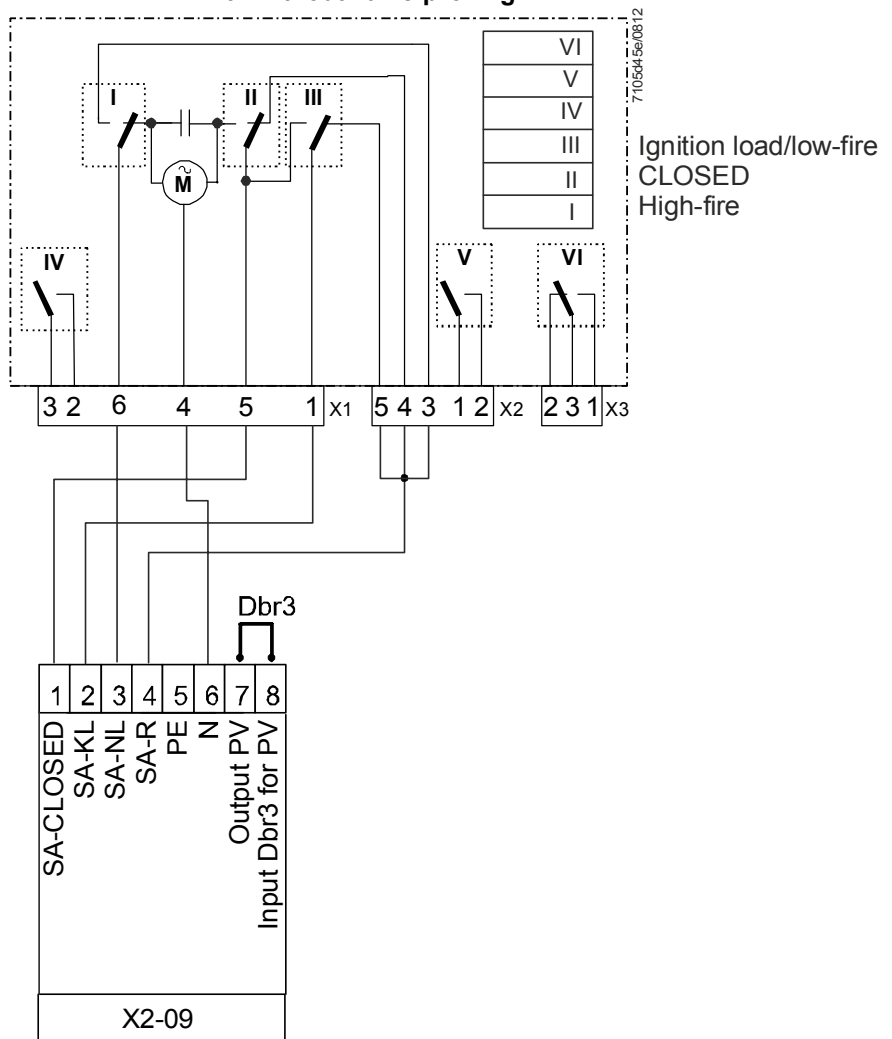 7105d45e/0812
VI
V
IV
III Ignition load/low-fire
II CLOSED
I High-fire
I II III
M
~
IV V VI
3 2 6 4 5 1 X1 5 4 3 1 2 X2 2 3 1 X3
Dbr3
1 2 3 4 5 6 7 8
SA-CLOSED
SA-KL
SA-NL
SA-R
PE
N
Output PV
Input Dbr3 for PV
X2-09